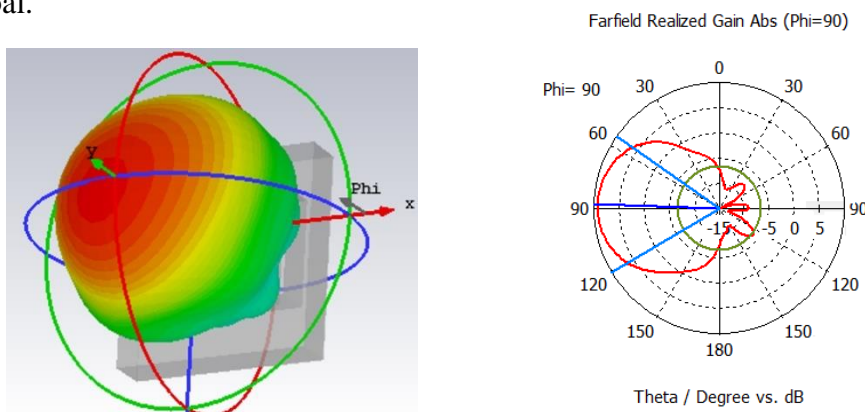 bal.
Farfield Realized Gain Abs (Phi=90)
y
Phi
x
Phi= 90
30
0
30
60
60
90
-15
-5
0
5
90
120
120
150
150
180
Theta / Degree vs. dB